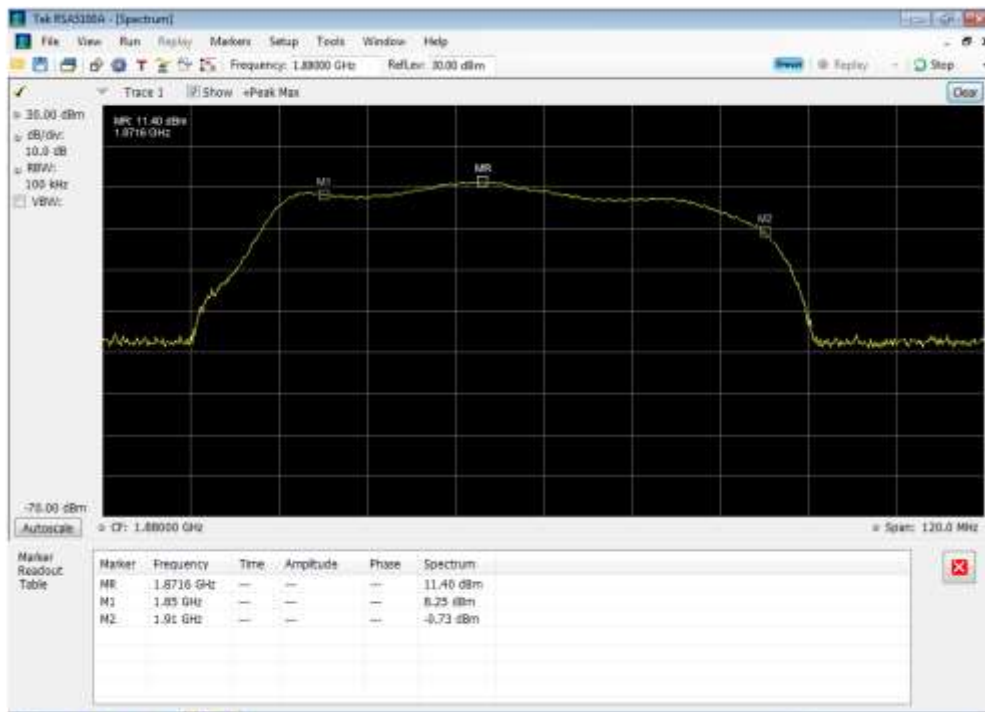 Tek RSA5100A - [Spectrum]
File View Run Replay Markers Setup Tools Window Help
Frequency: 1.88000 GHz RefLev: 30.00 dBm Preset Replay Stop
Trace 1 Show +Peak Max Clear
30.00 dBm
dB/div:
10.0 dB
RBW:
100 kHz
VBW:
MR: 11.40 dBm
1.8716 GHz
M1
MR
M2
-70.00 dBm
Autoscale CF: 1.88000 GHz Span: 120.0 MHz
Marker Readout Table
Marker Frequency Time Amplitude Phase Spectrum
MR 1.8716 GHz --- --- --- 11.40 dBm
M1 1.85 GHz --- --- --- 8.25 dBm
M2 1.91 GHz --- --- --- -0.73 dBm